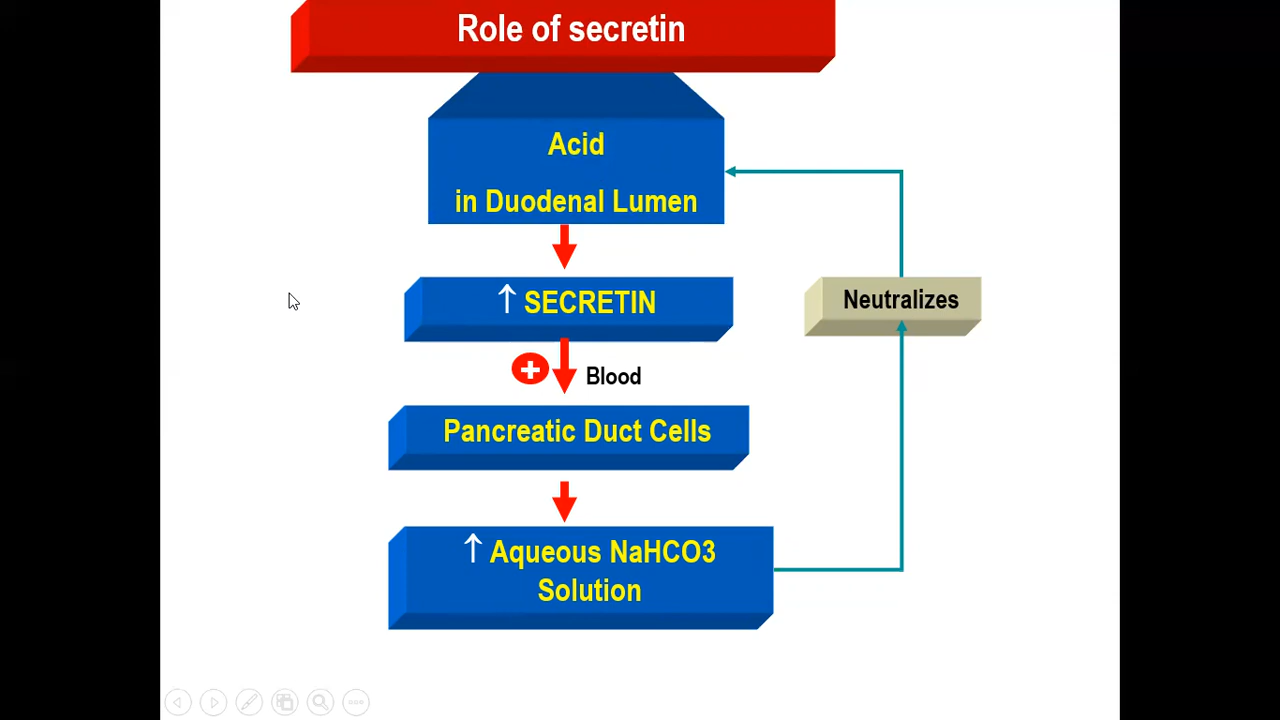 Role of secretin
Acid
in Duodenal Lumen
↑ SECRETIN
+
Blood
Neutralizes
Pancreatic Duct Cells
↑ Aqueous NaHCO3
Solution